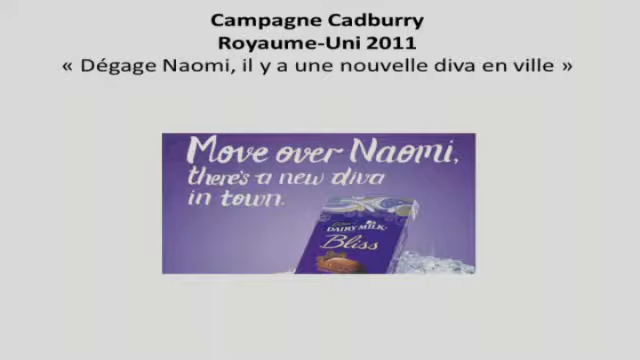 Campagne Cadburry
Royaume-Uni 2011
« Dégage Naomi, il y a une nouvelle diva en ville »
Move over Naomi,
there's a new diva
in town.
DAIRY MILK
Bliss